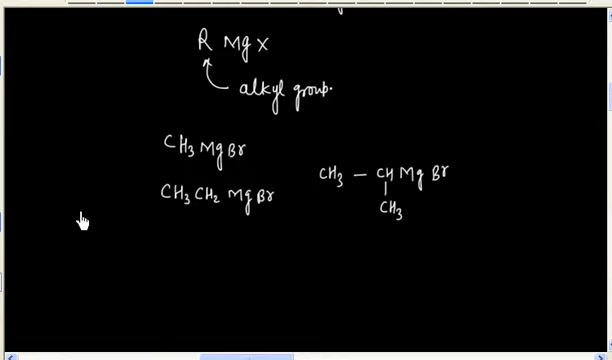 R Mg X
alkyl group.
CH3 Mg Br
CH3 CH2 Mg Br
CH3 — CH Mg Br
CH3